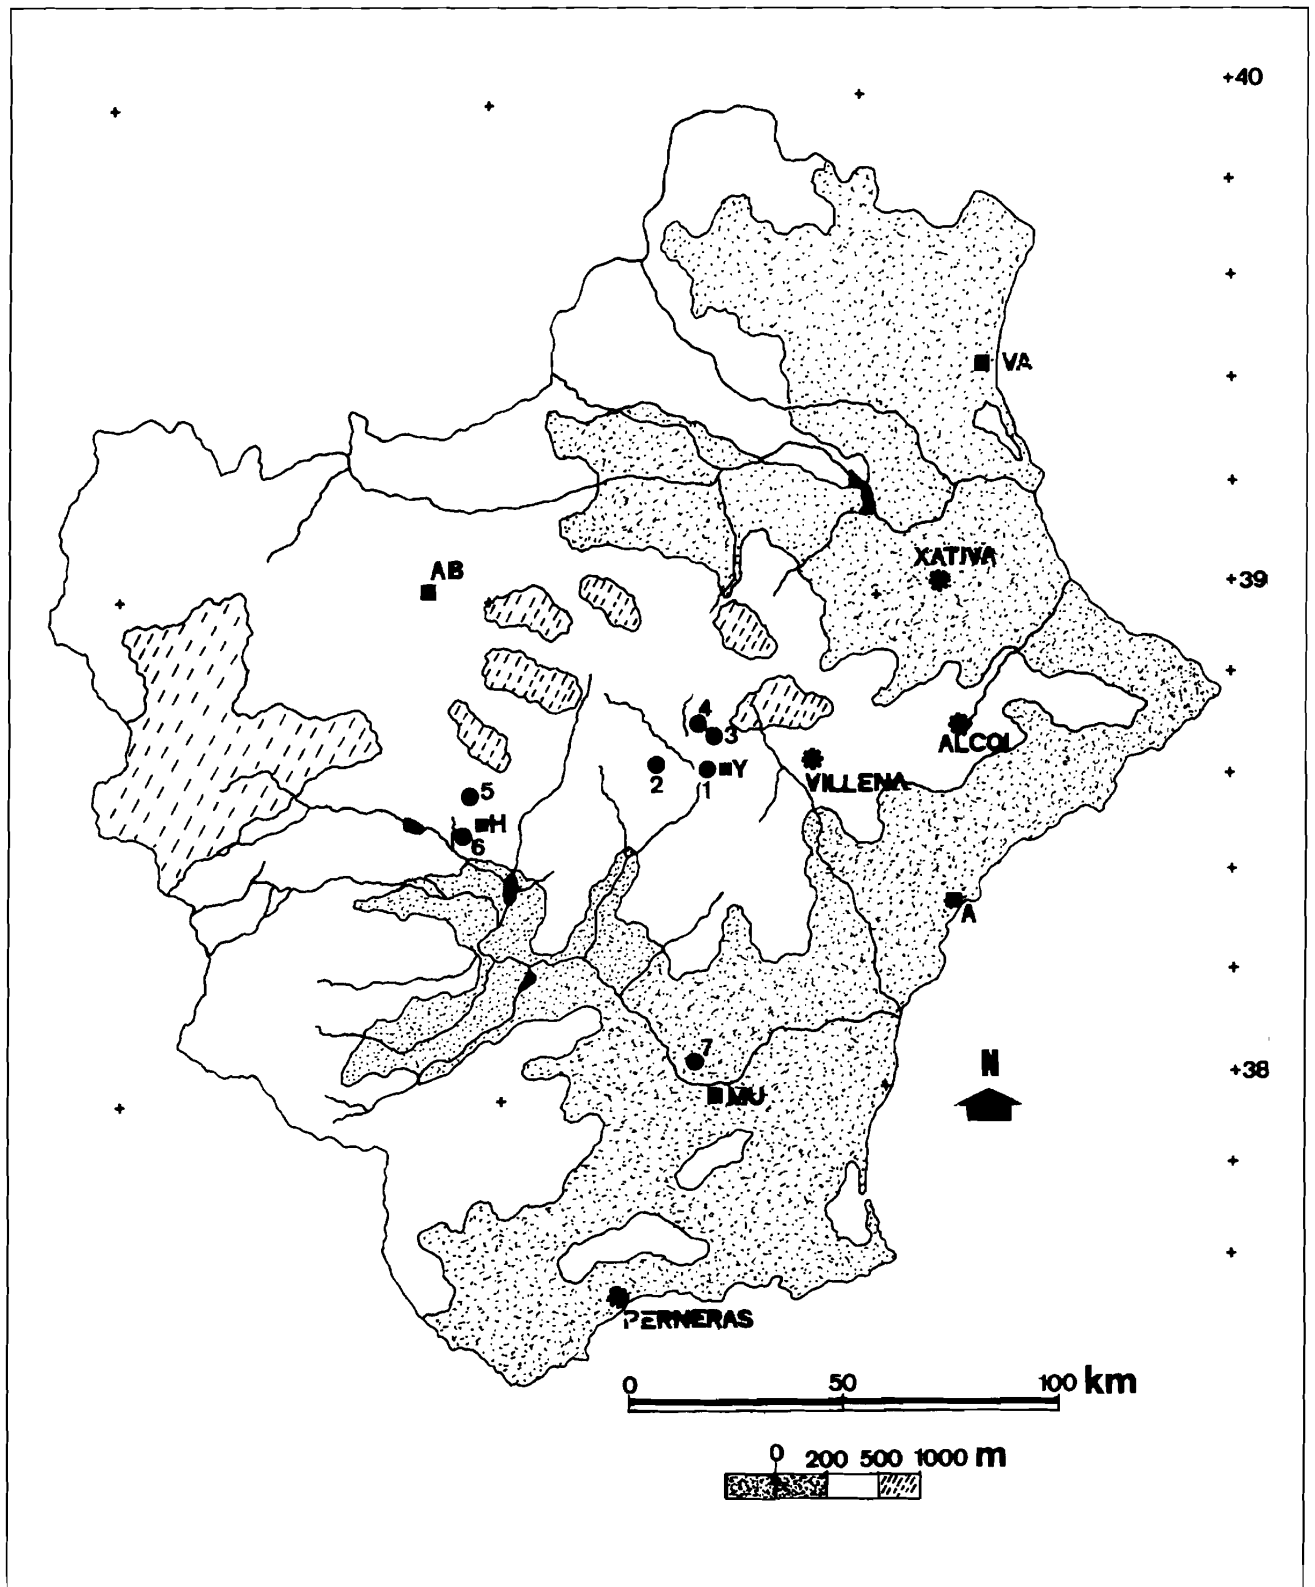 +40
VA
XATIVA
AB
+39
4
3
ALCOI
2
1
Y
VILLENA
5
H
6
A
7
N
+38
MU
PERNERAS
0 50 100 km
0 200 500 1000 m